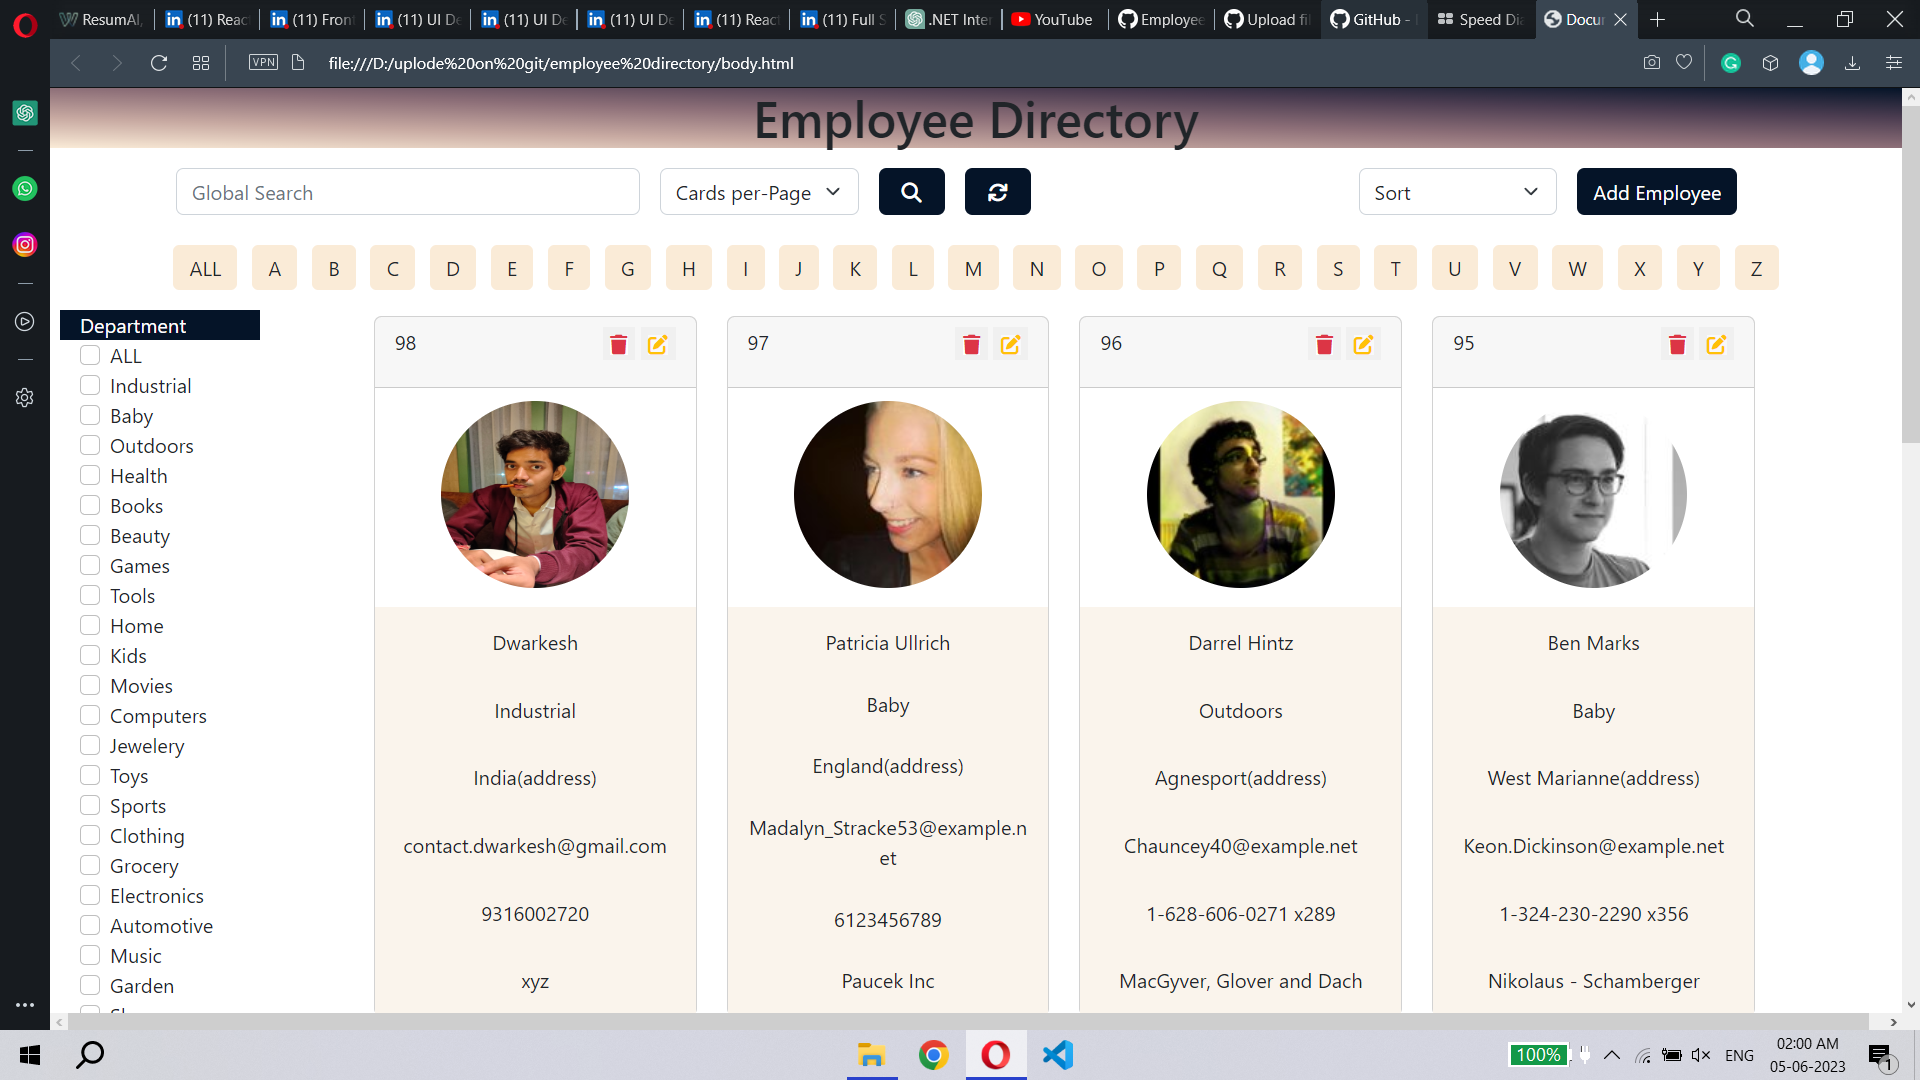 ResumAI,
(11) Reac
(11) Fron
(11) UI De
(11) UI De
(11) UI De
(11) Reac
(11) Full S
.NET Inter
YouTube
Employee
Upload fil
GitHub -
Speed Dia
Docu
VPN
file:///D:/uplode%20on%20git/employee%20directory/body.html
Employee Directory
Global Search
Cards per-Page
Sort
Add Employee
ALL A B C D E F G H I J K L M N O P Q R S T U V W X Y Z
Department
ALL
Industrial
Baby
Outdoors
Health
Books
Beauty
Games
Tools
Home
Kids
Movies
Computers
Jewelery
Toys
Sports
Clothing
Grocery
Electronics
Automotive
Music
Garden
98
Dwarkesh
Industrial
India(address)
contact.dwarkesh@gmail.com
9316002720
xyz
97
Patricia Ullrich
Baby
England(address)
Madalyn_Stracke53@example.n
et
6123456789
Paucek Inc
96
Darrel Hintz
Outdoors
Agnesport(address)
Chauncey40@example.net
1-628-606-0271 x289
MacGyver, Glover and Dach
95
Ben Marks
Baby
West Marianne(address)
Keon.Dickinson@example.net
1-324-230-2290 x356
Nikolaus - Schamberger
100%
ENG
02:00 AM
05-06-2023
1